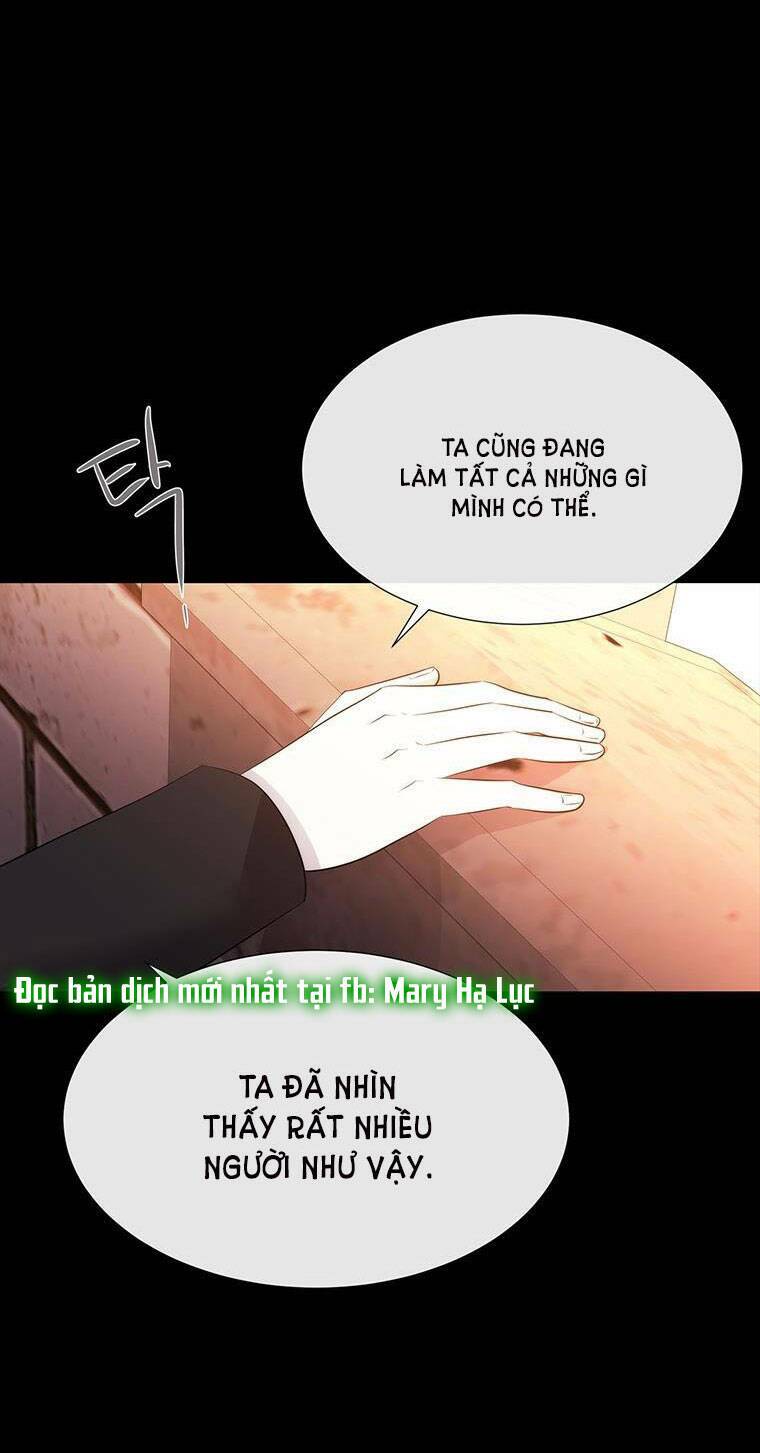 TA CŨNG ĐANG
LÀM TẤT CẢ NHỮNG GÌ
MÌNH CÓ THỂ.
탁
Đọc bản dịch mới nhất tại fb: Mary Hạ Lục
TA ĐÃ NHÌN
THẤY RẤT NHIỀU
NGƯỜI NHƯ VẬY.